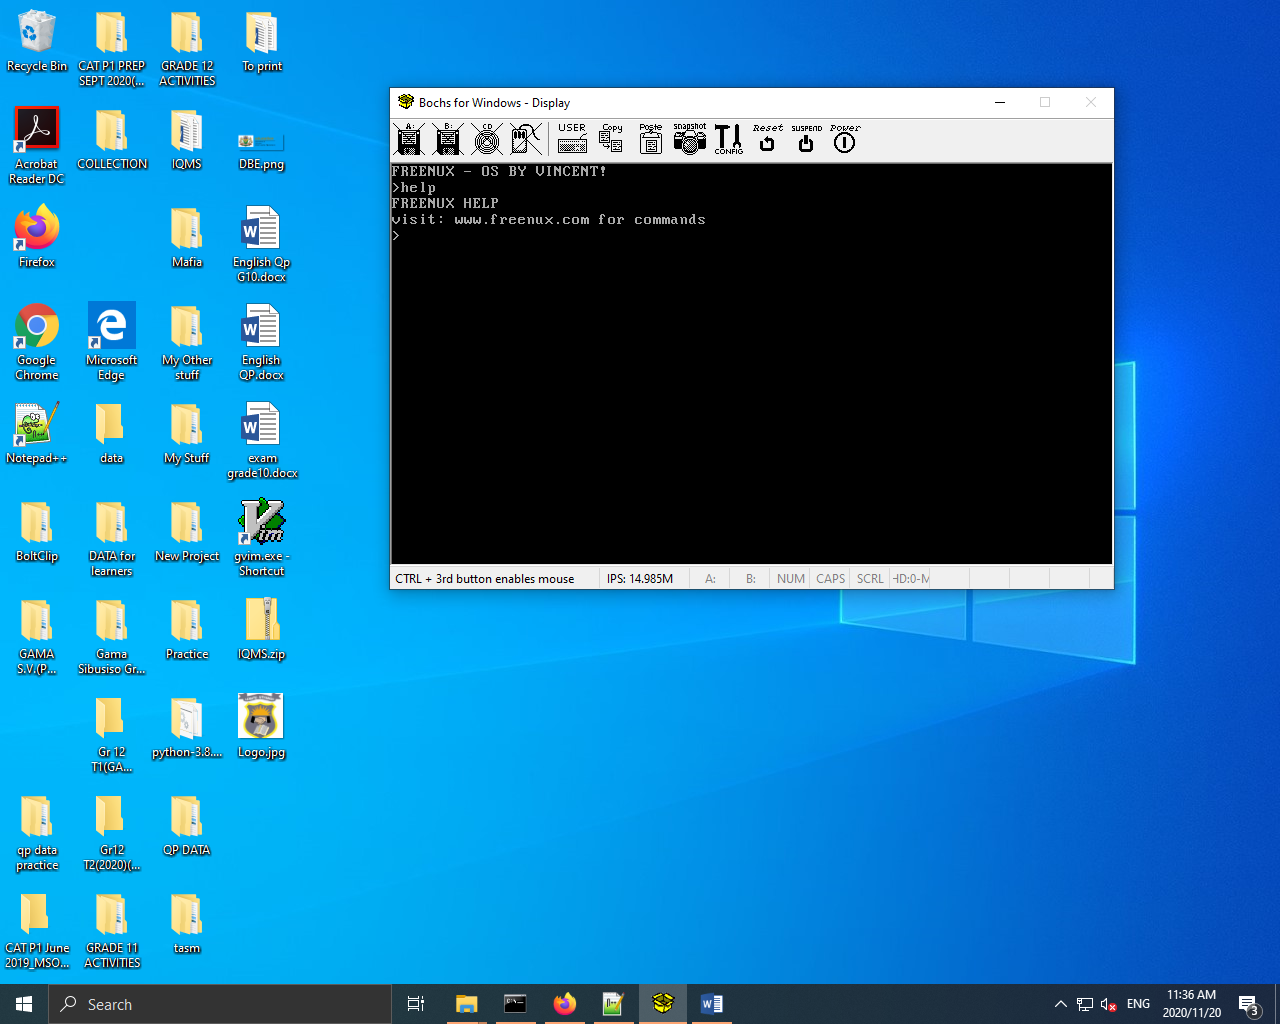 Recycle Bin
CAT P1 PREP
SEPT 2020(...
GRADE 12
ACTIVITIES
To print
Acrobat
Reader DC
COLLECTION
IQMS
DBE.png
Firefox
Mafia
English Qp
G10.docx
Google
Chrome
Microsoft
Edge
My Other
stuff
English
QP.docx
Notepad++
data
My Stuff
exam
grade10.docx
BoltClip
DATA for
learners
New Project
gvim.exe -
Shortcut
GAMA
S.V.(P...
Gama
Sibusiso Gr...
Practice
IQMS.zip
Gr 12
T1(GA...
python-3.8....
Logo.jpg
qp data
practice
Gr12
T2(2020)(...
QP DATA
CAT P1 June
2019_MSO...
GRADE 11
ACTIVITIES
tasm
Bochs for Windows - Display
A:
B:
CD
USER
Copy
Paste
snapshot
CONFIG
Reset
SUSPEND
Power
FREENUX - OS BY VINCENT!
>help
FREENUX HELP
visit: www.freenux.com for commands
>
CTRL + 3rd button enables mouse
IPS: 14.985M
A:
B:
NUM
CAPS
SCRL
HD:0-M
Search
ENG
11:36 AM
2020/11/20
3